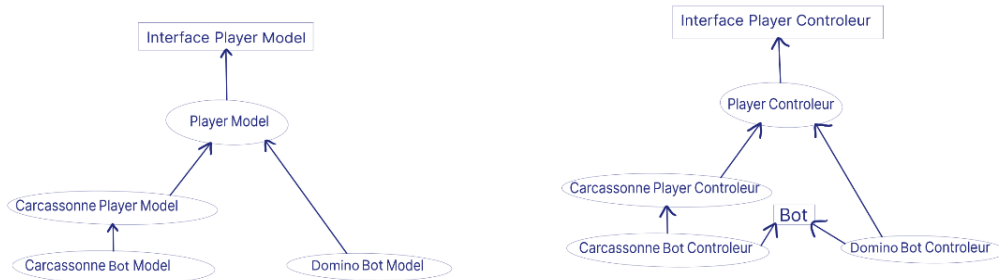 Interface Player Model
Player Model
Carcassonne Player Model
Carcassonne Bot Model
Domino Bot Model
Interface Player Controleur
Player Controleur
Carcassonne Player Controleur
Bot
Carcassonne Bot Controleur
Domino Bot Controleur